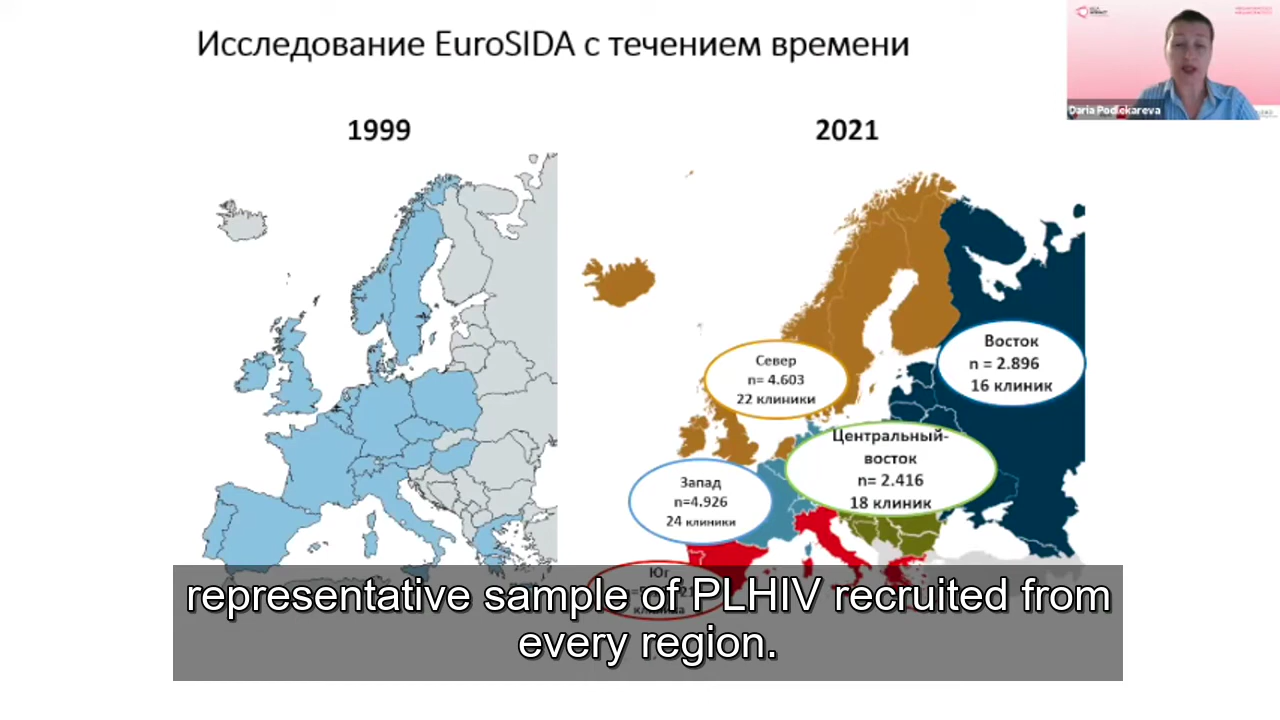 Исследование EuroSIDA с течением времени
Daria Podlekareva
1999
2021
Восток
n = 2.896
16 клиник
Север
n= 4.603
22 клиники
Центральный-
восток
n= 2.416
18 клиник
Запад
n=4.926
24 клиники
Юг
representative sample of PLHIV recruited from
every region.